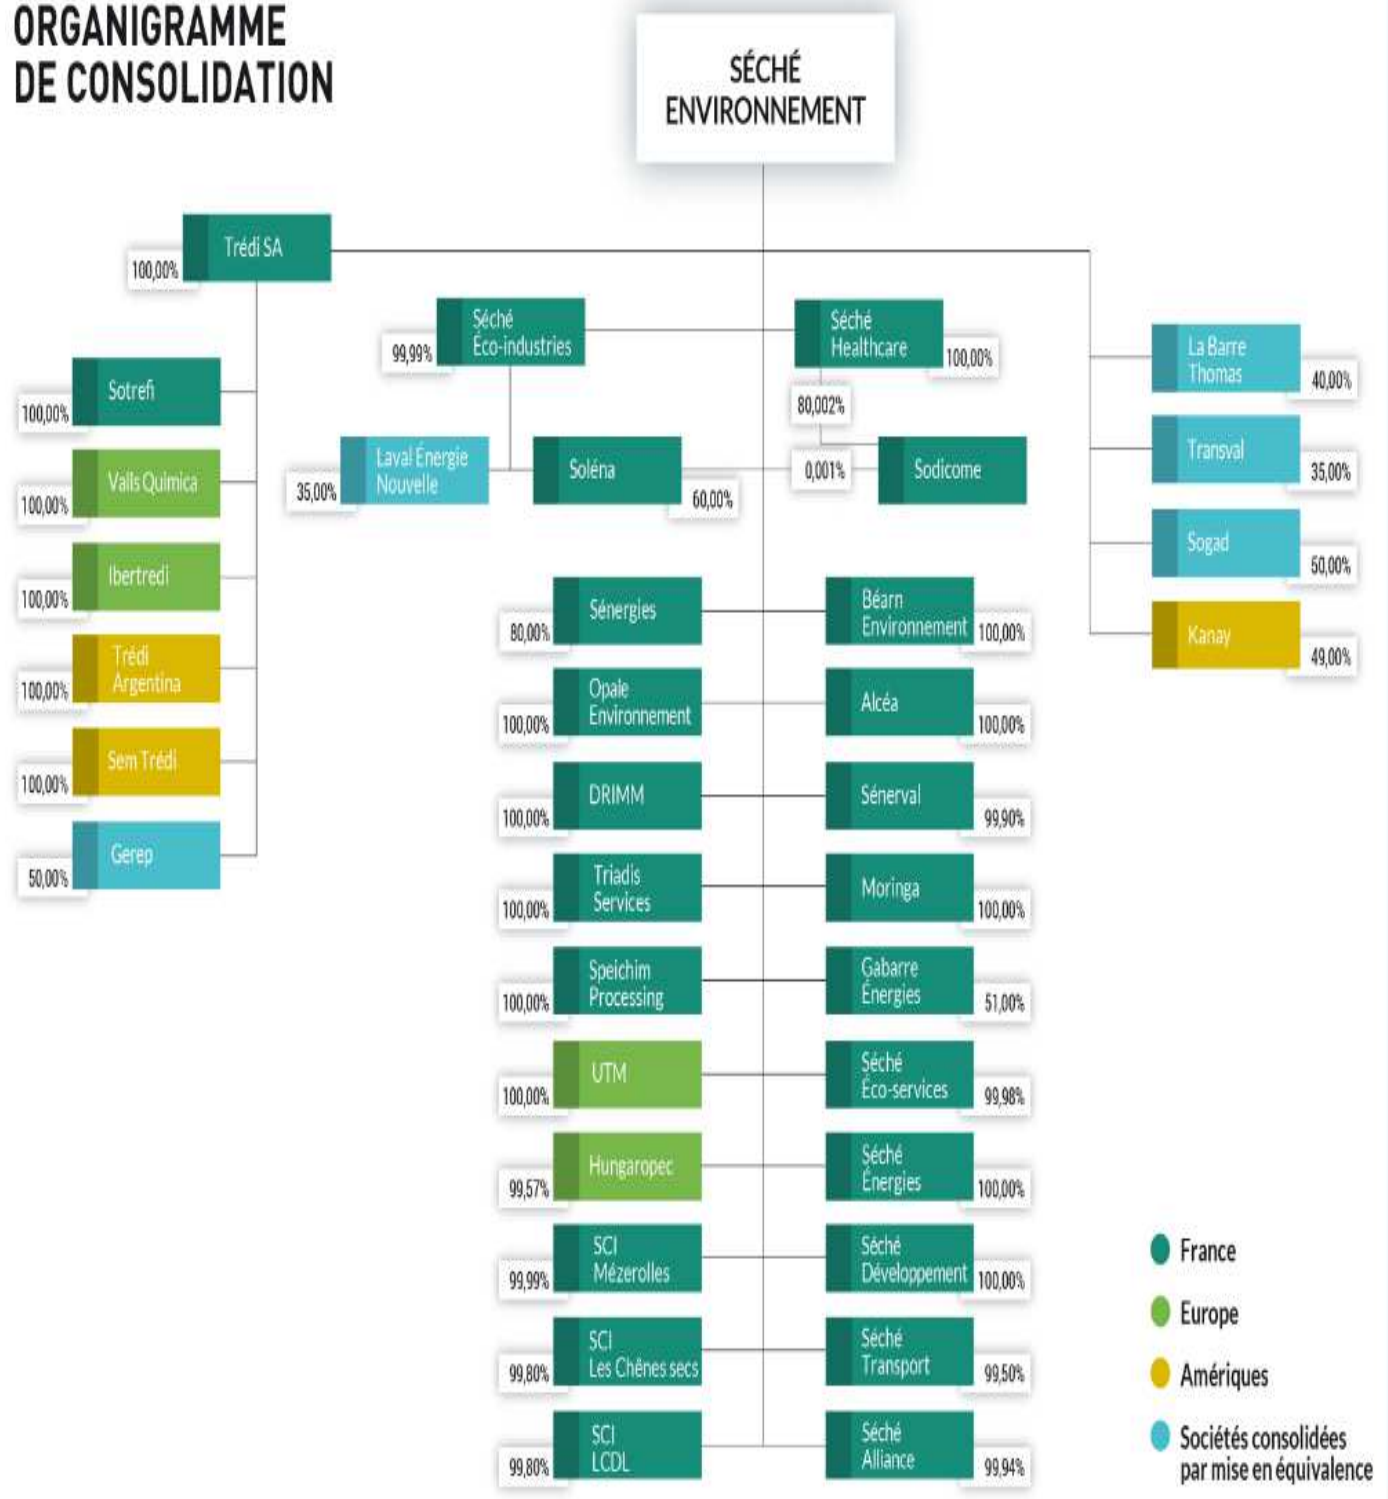 ORGANIGRAMME
DE CONSOLIDATION
SÉCHÉ
ENVIRONNEMENT
Trédi SA
100,00%
Sotrefi
100,00%
Valls Quimica
100,00%
Ibertredi
100,00%
Trédi
Argentina
100,00%
Sem Trédi
100,00%
Gerep
50,00%
Séché
Éco-industries
99,99%
Séché
Healthcare
100,00%
80,002%
Laval Énergie
Nouvelle
35,00%
Soléna
60,00%
0,001%
Sodicome
La Barre
Thomas
40,00%
Transval
35,00%
Sogad
50,00%
Kanay
49,00%
Sénergies
80,00%
Béarn
Environnement
100,00%
Opale
Environnement
100,00%
Alcéa
100,00%
DRIMM
100,00%
Sénerval
99,90%
Triadis
Services
100,00%
Moringa
100,00%
Speichim
Processing
100,00%
Gabarre
Énergies
51,00%
UTM
100,00%
Séché
Éco-services
99,98%
Hungaropec
99,57%
Séché
Énergies
100,00%
SCI
Mézerolles
99,99%
Séché
Développement
100,00%
SCI
Les Chênes secs
99,80%
Séché
Transport
99,50%
SCI
LCDL
99,80%
Séché
Alliance
99,94%
France
Europe
Amériques
Sociétés consolidées
par mise en équivalence